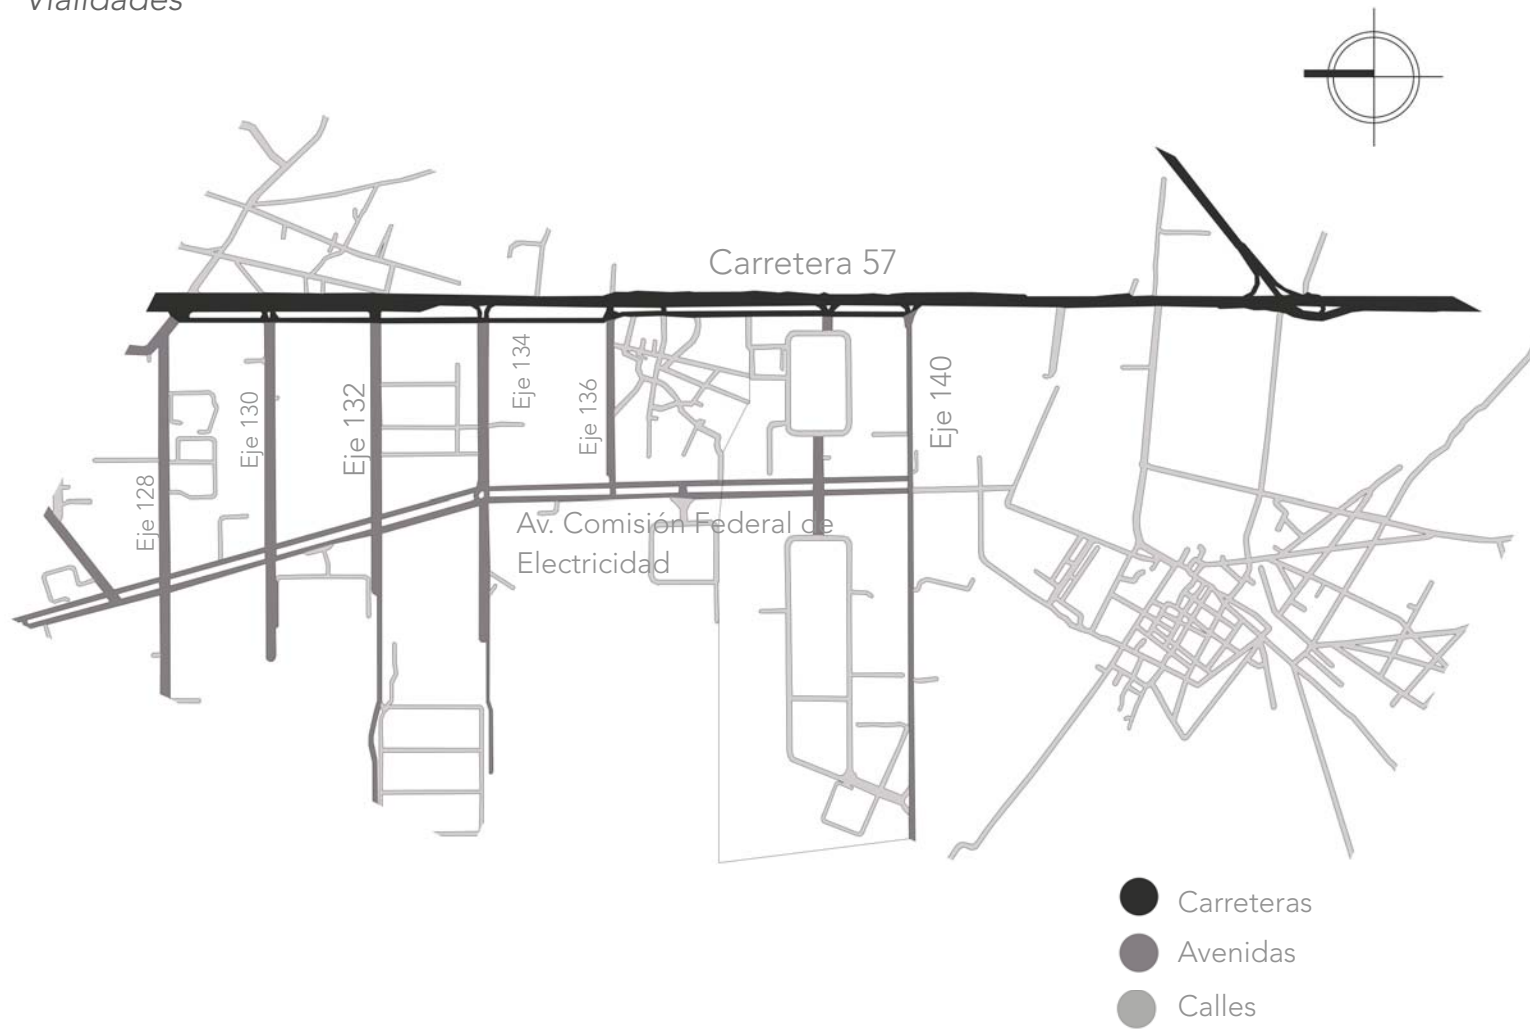 Vialidades
Carretera 57
Eje 128
Eje 130
Eje 132
Eje 134
Eje 136
Eje 140
Av. Comisión Federal de
Electricidad
Carreteras
Avenidas
Calles